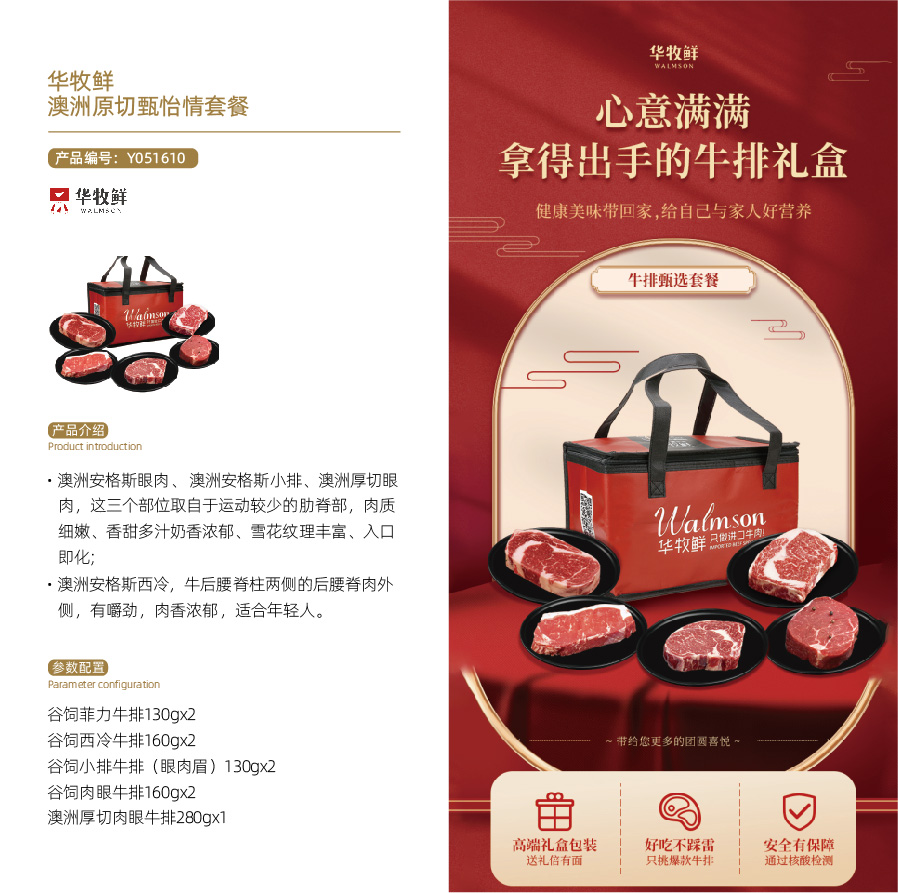 华牧鲜
澳洲原切甄怡情套餐
产品编号：Y051610
华牧鲜
WALMSON
Walmson
华牧鲜
产品介绍
Product introduction
· 澳洲安格斯眼肉 、澳洲安格斯小排、澳洲厚切眼
肉，这三个部位取自于运动较少的肋脊部，肉质
细嫩、香甜多汁奶香浓郁、雪花纹理丰富、入口
即化;
· 澳洲安格斯西冷，牛后腰脊柱两侧的后腰脊肉外
侧，有嚼劲，肉香浓郁，适合年轻人。
参数配置
Parameter configuration
谷饲菲力牛排130gx2
谷饲西冷牛排160gx2
谷饲小排牛排（眼肉眉）130gx2
谷饲肉眼牛排160gx2
澳洲厚切肉眼牛排280gx1
华牧鲜
WALMSON
心意满满
拿得出手的牛排礼盒
健康美味带回家,给自己与家人好营养
牛排甄选套餐
Walmson
华牧鲜 只做进口牛肉!
~ 带给您更多的团圆喜悦 ~
高端礼盒包装
送礼倍有面
好吃不踩雷
只挑爆款牛排
安全有保障
通过核酸检测